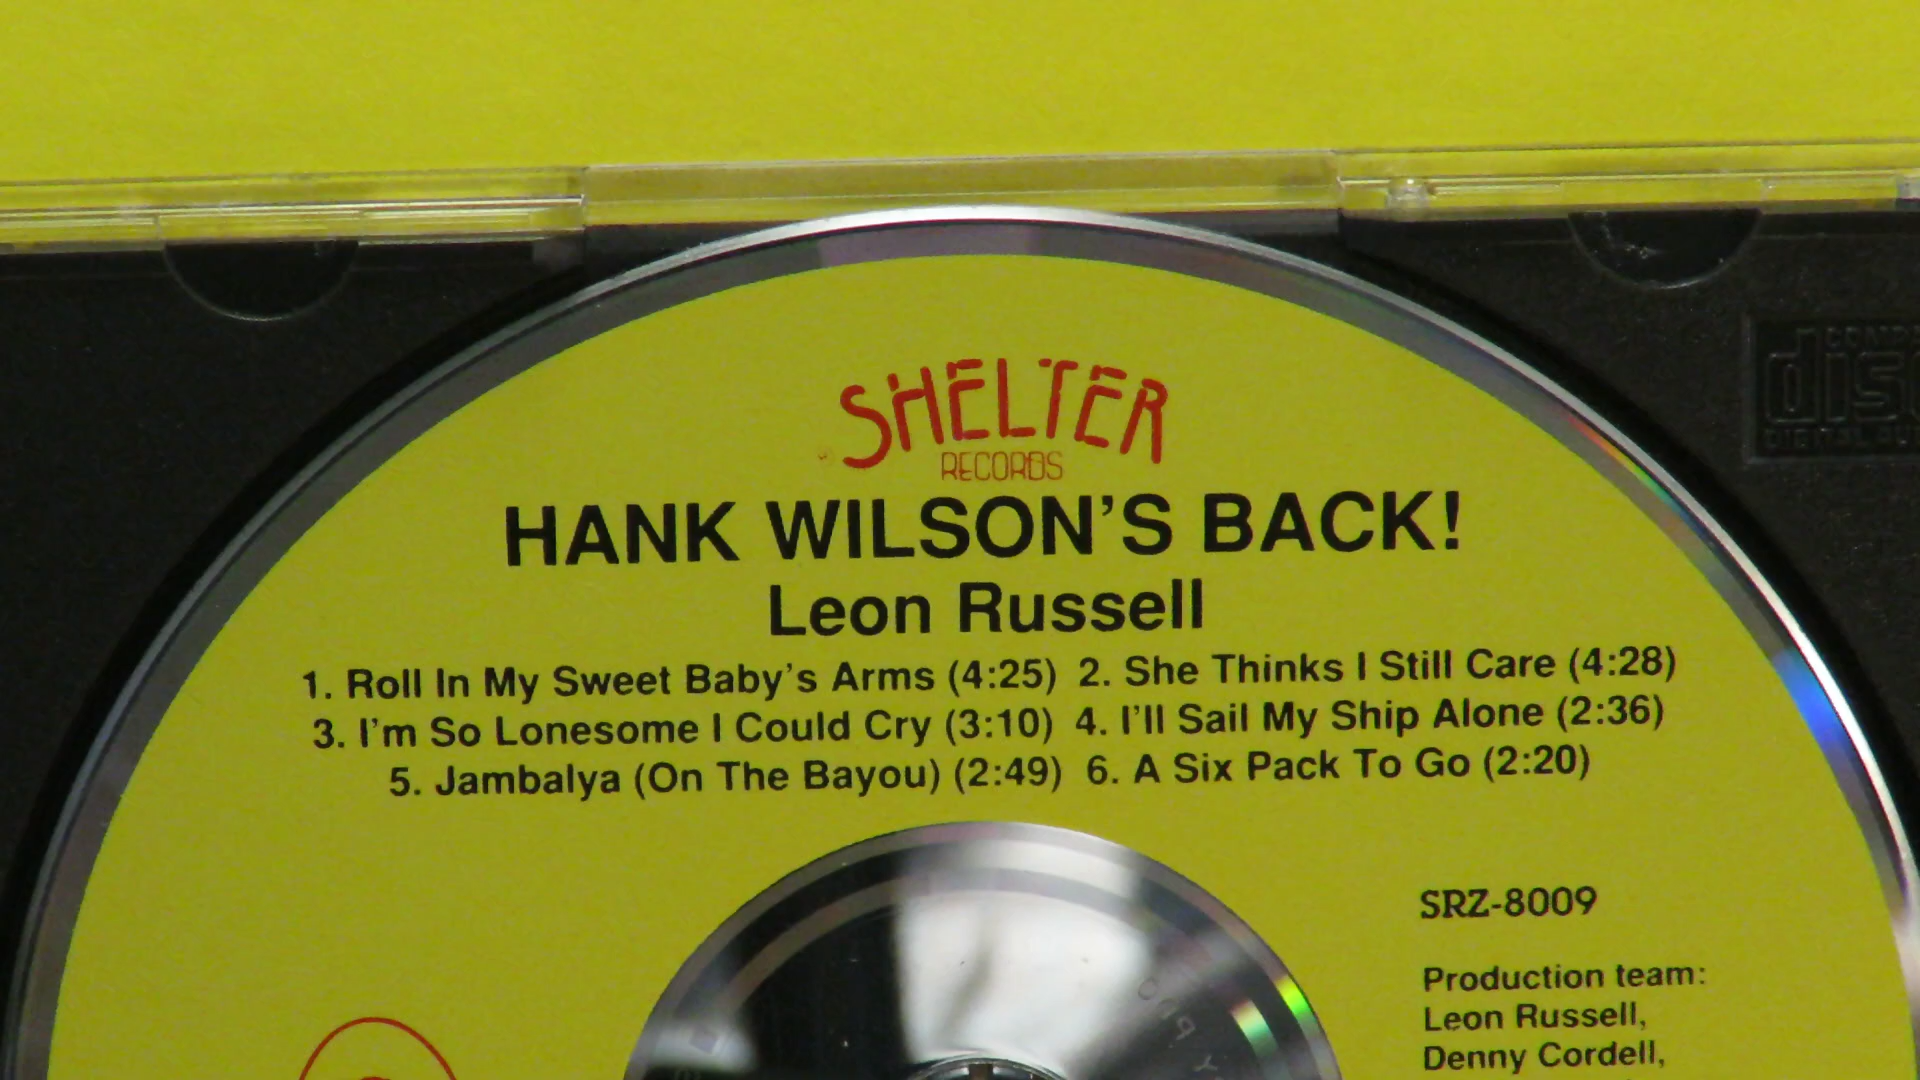 SHELTER
RECORDS
HANK WILSON'S BACK!
Leon Russell
1. Roll In My Sweet Baby's Arms (4:25) 2. She Thinks I Still Care (4:28)
3. I'm So Lonesome I Could Cry (3:10) 4. I'll Sail My Ship Alone (2:36)
5. Jambalya (On The Bayou) (2:49) 6. A Six Pack To Go (2:20)
SRZ-8009
Production team:
Leon Russell,
Denny Cordell,
disc
DIGITAL